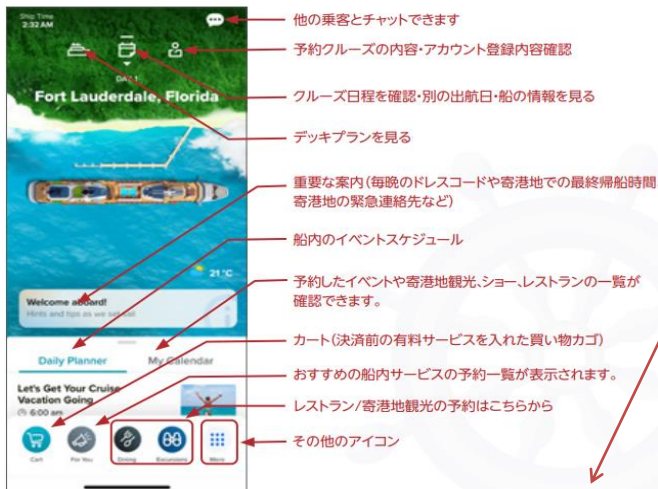 Ship Time
2:32 AM
他の乗客とチャットできます
予約クルーズの内容・アカウント登録内容確認
DAY 1
Fort Lauderdale, Florida
クルーズ日程を確認・別の出航日・船の情報を見る
デッキプランを見る
重要な案内(毎晩のドレスコードや寄港地での最終帰船時間
寄港地の緊急連絡先など)
船内のイベントスケジュール
21°C
予約したイベントや寄港地観光、ショー、レストランの一覧が
確認できます。
Welcome aboard!
Hints and tips as we set sail
カート(決済前の有料サービスを入れた買い物カゴ)
Daily Planner
My Calendar
おすすめの船内サービスの予約一覧が表示されます。
Let's Get Your Cruise
Vacation Going
6:00 am
レストラン/寄港地観光の予約はこちらから
その他のアイコン
Cart
For You
Dining
Excursions
More